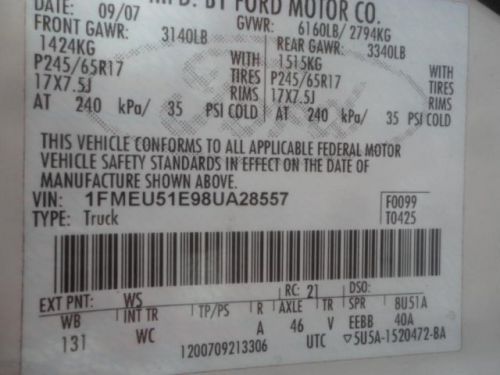 DATE: 09/07 MFD. BY FORD MOTOR CO.
FRONT GAWR: 3140LB GVWR: 6160LB/ 2794KG
1424KG REAR GAWR: 3340LB
P245/65R17 WITH 1515KG WITH
17X7.5J TIRES P245/65R17 TIRES
RIMS 17X7.5J RIMS
AT 240 kPa/ 35 PSI COLD AT 240 kPa/ 35 PSI COLD
THIS VEHICLE CONFORMS TO ALL APPLICABLE FEDERAL MOTOR
VEHICLE SAFETY STANDARDS IN EFFECT ON THE DATE OF
MANUFACTURE SHOWN ABOVE.
VIN: 1FMEU51E98UA28557 F0099
TYPE: Truck T0425
EXT PNT: WS RC: 21 DSO:
WB INT TR TP/PS R AXLE TR SPR 8U51A
131 WC A 46 V EEBB 40A
1200709213306 UTC ▽5U5A-1520472-BA